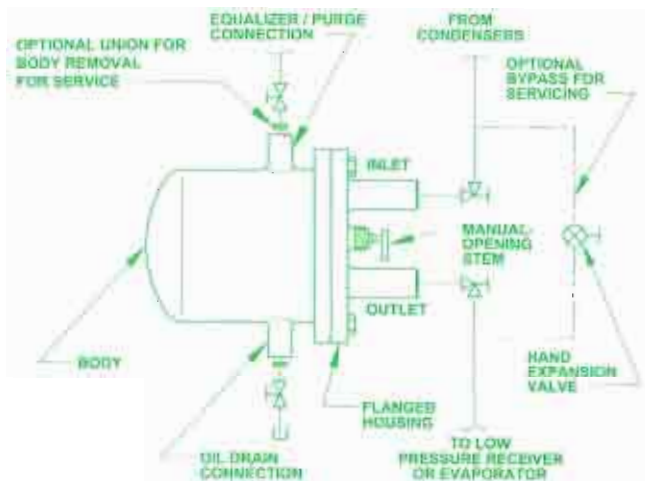 EQUALIZER / PURGE
CONNECTION
FROM
CONDENSERS
OPTIONAL UNION FOR
BODY REMOVAL
FOR SERVICE
OPTIONAL
BYPASS FOR
SERVICING
INLET
MANUAL-
OPENING
STEM
OUTLET
BODY
HAND
EXPANSION
VALVE
FLANGED
HOUSING
OIL DRAIN
CONNECTION
TO LOW
PRESSURE RECEIVER
OR EVAPORATOR